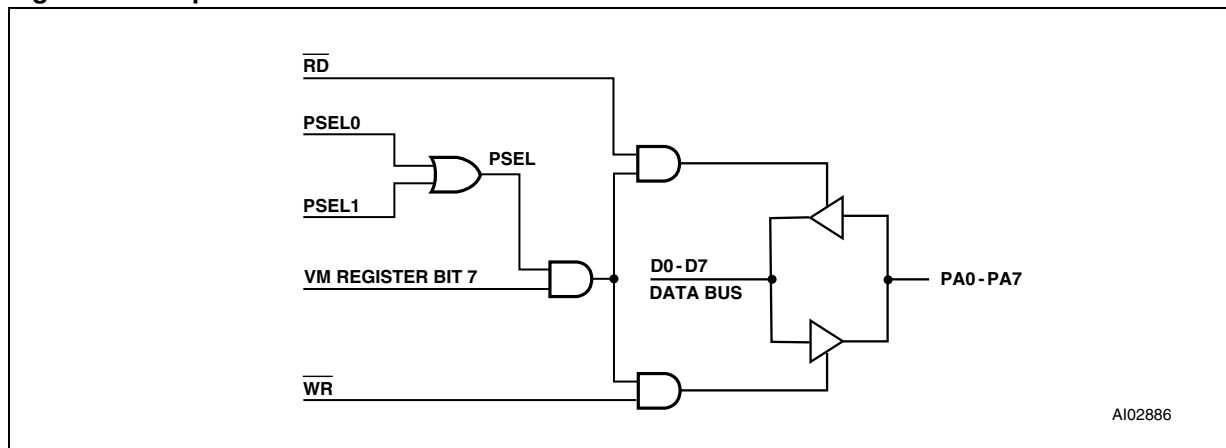 RD
PSEL0
PSEL
PSEL1
VM REGISTER BIT 7
D0-D7
DATA BUS
PA0-PA7
WR
AI02886